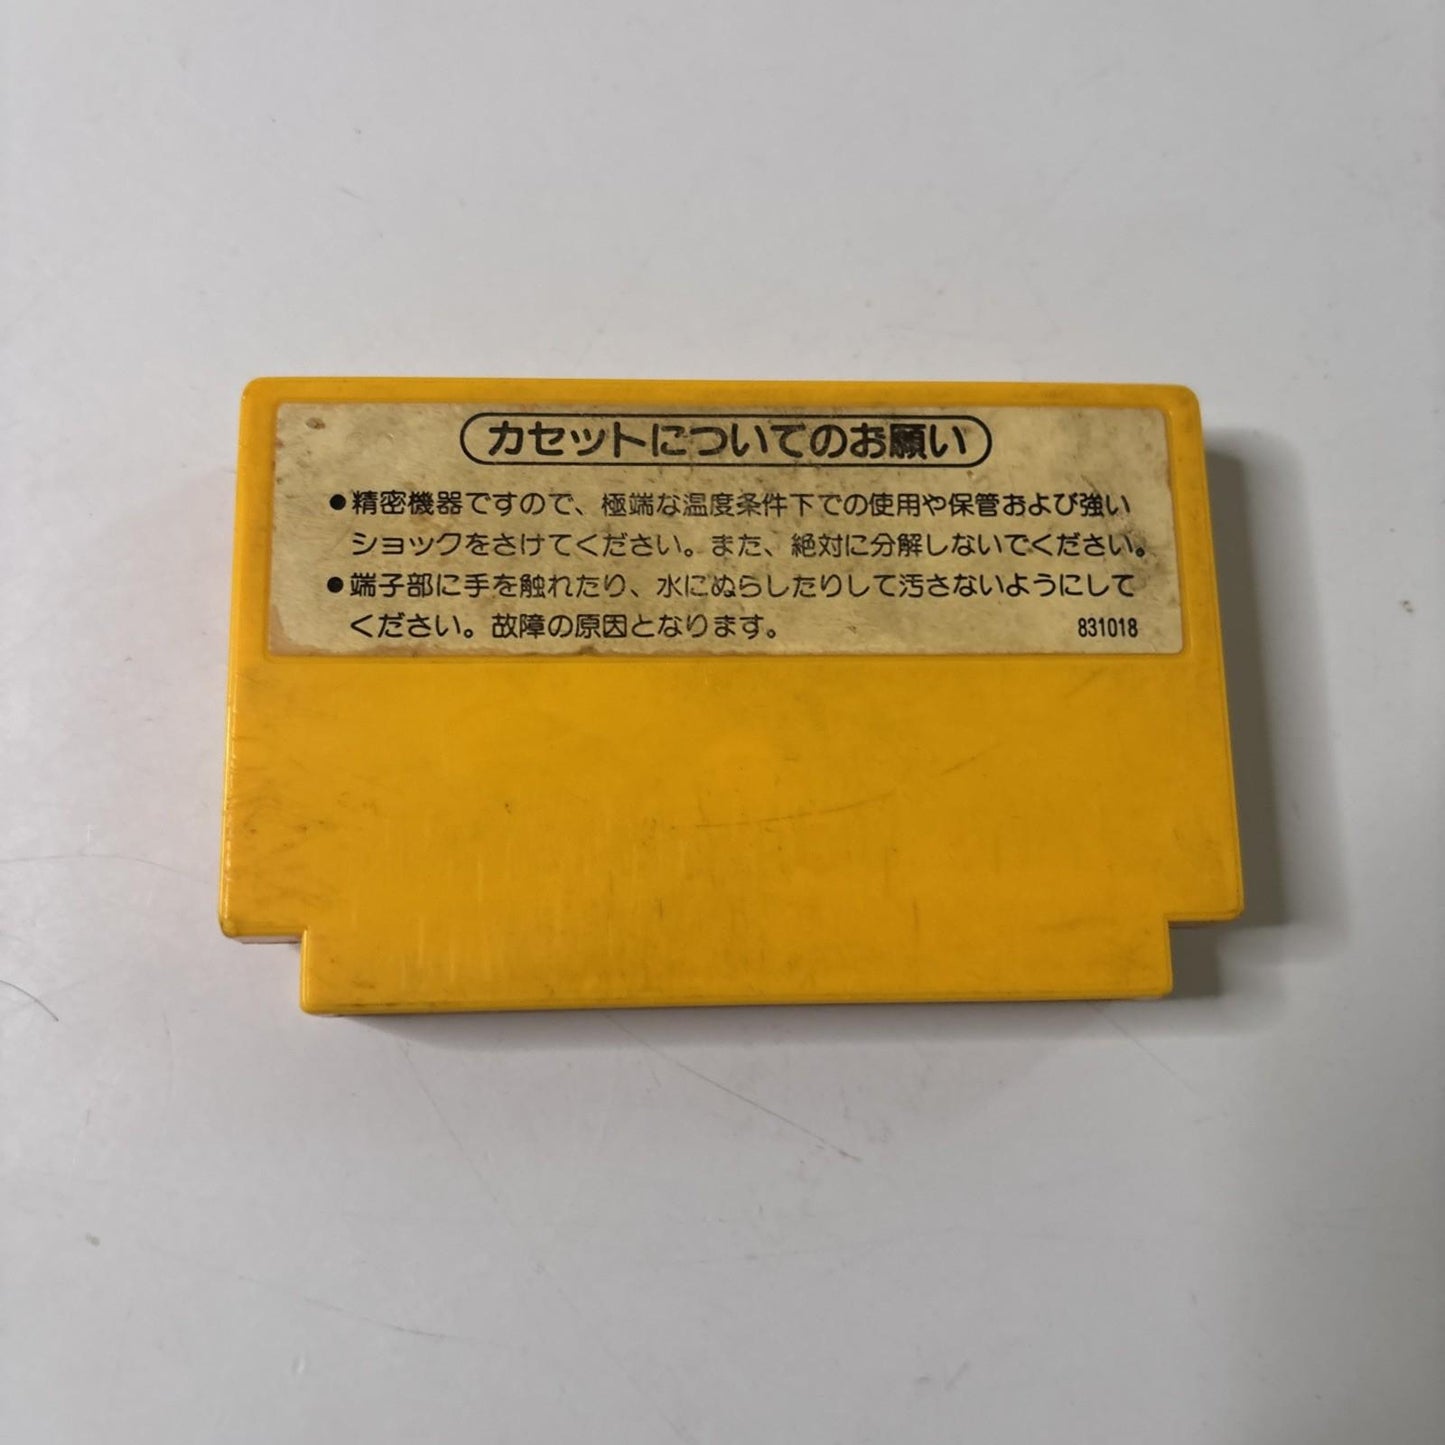 カセットについてのお願い
●精密機器ですので、極端な温度条件下での使用や保管および強い
ショックをさけてください。また、絶対に分解しないでください。
●端子部に手を触れたり、水にぬらしたりして汚さないようにして
ください。故障の原因となります。
831018